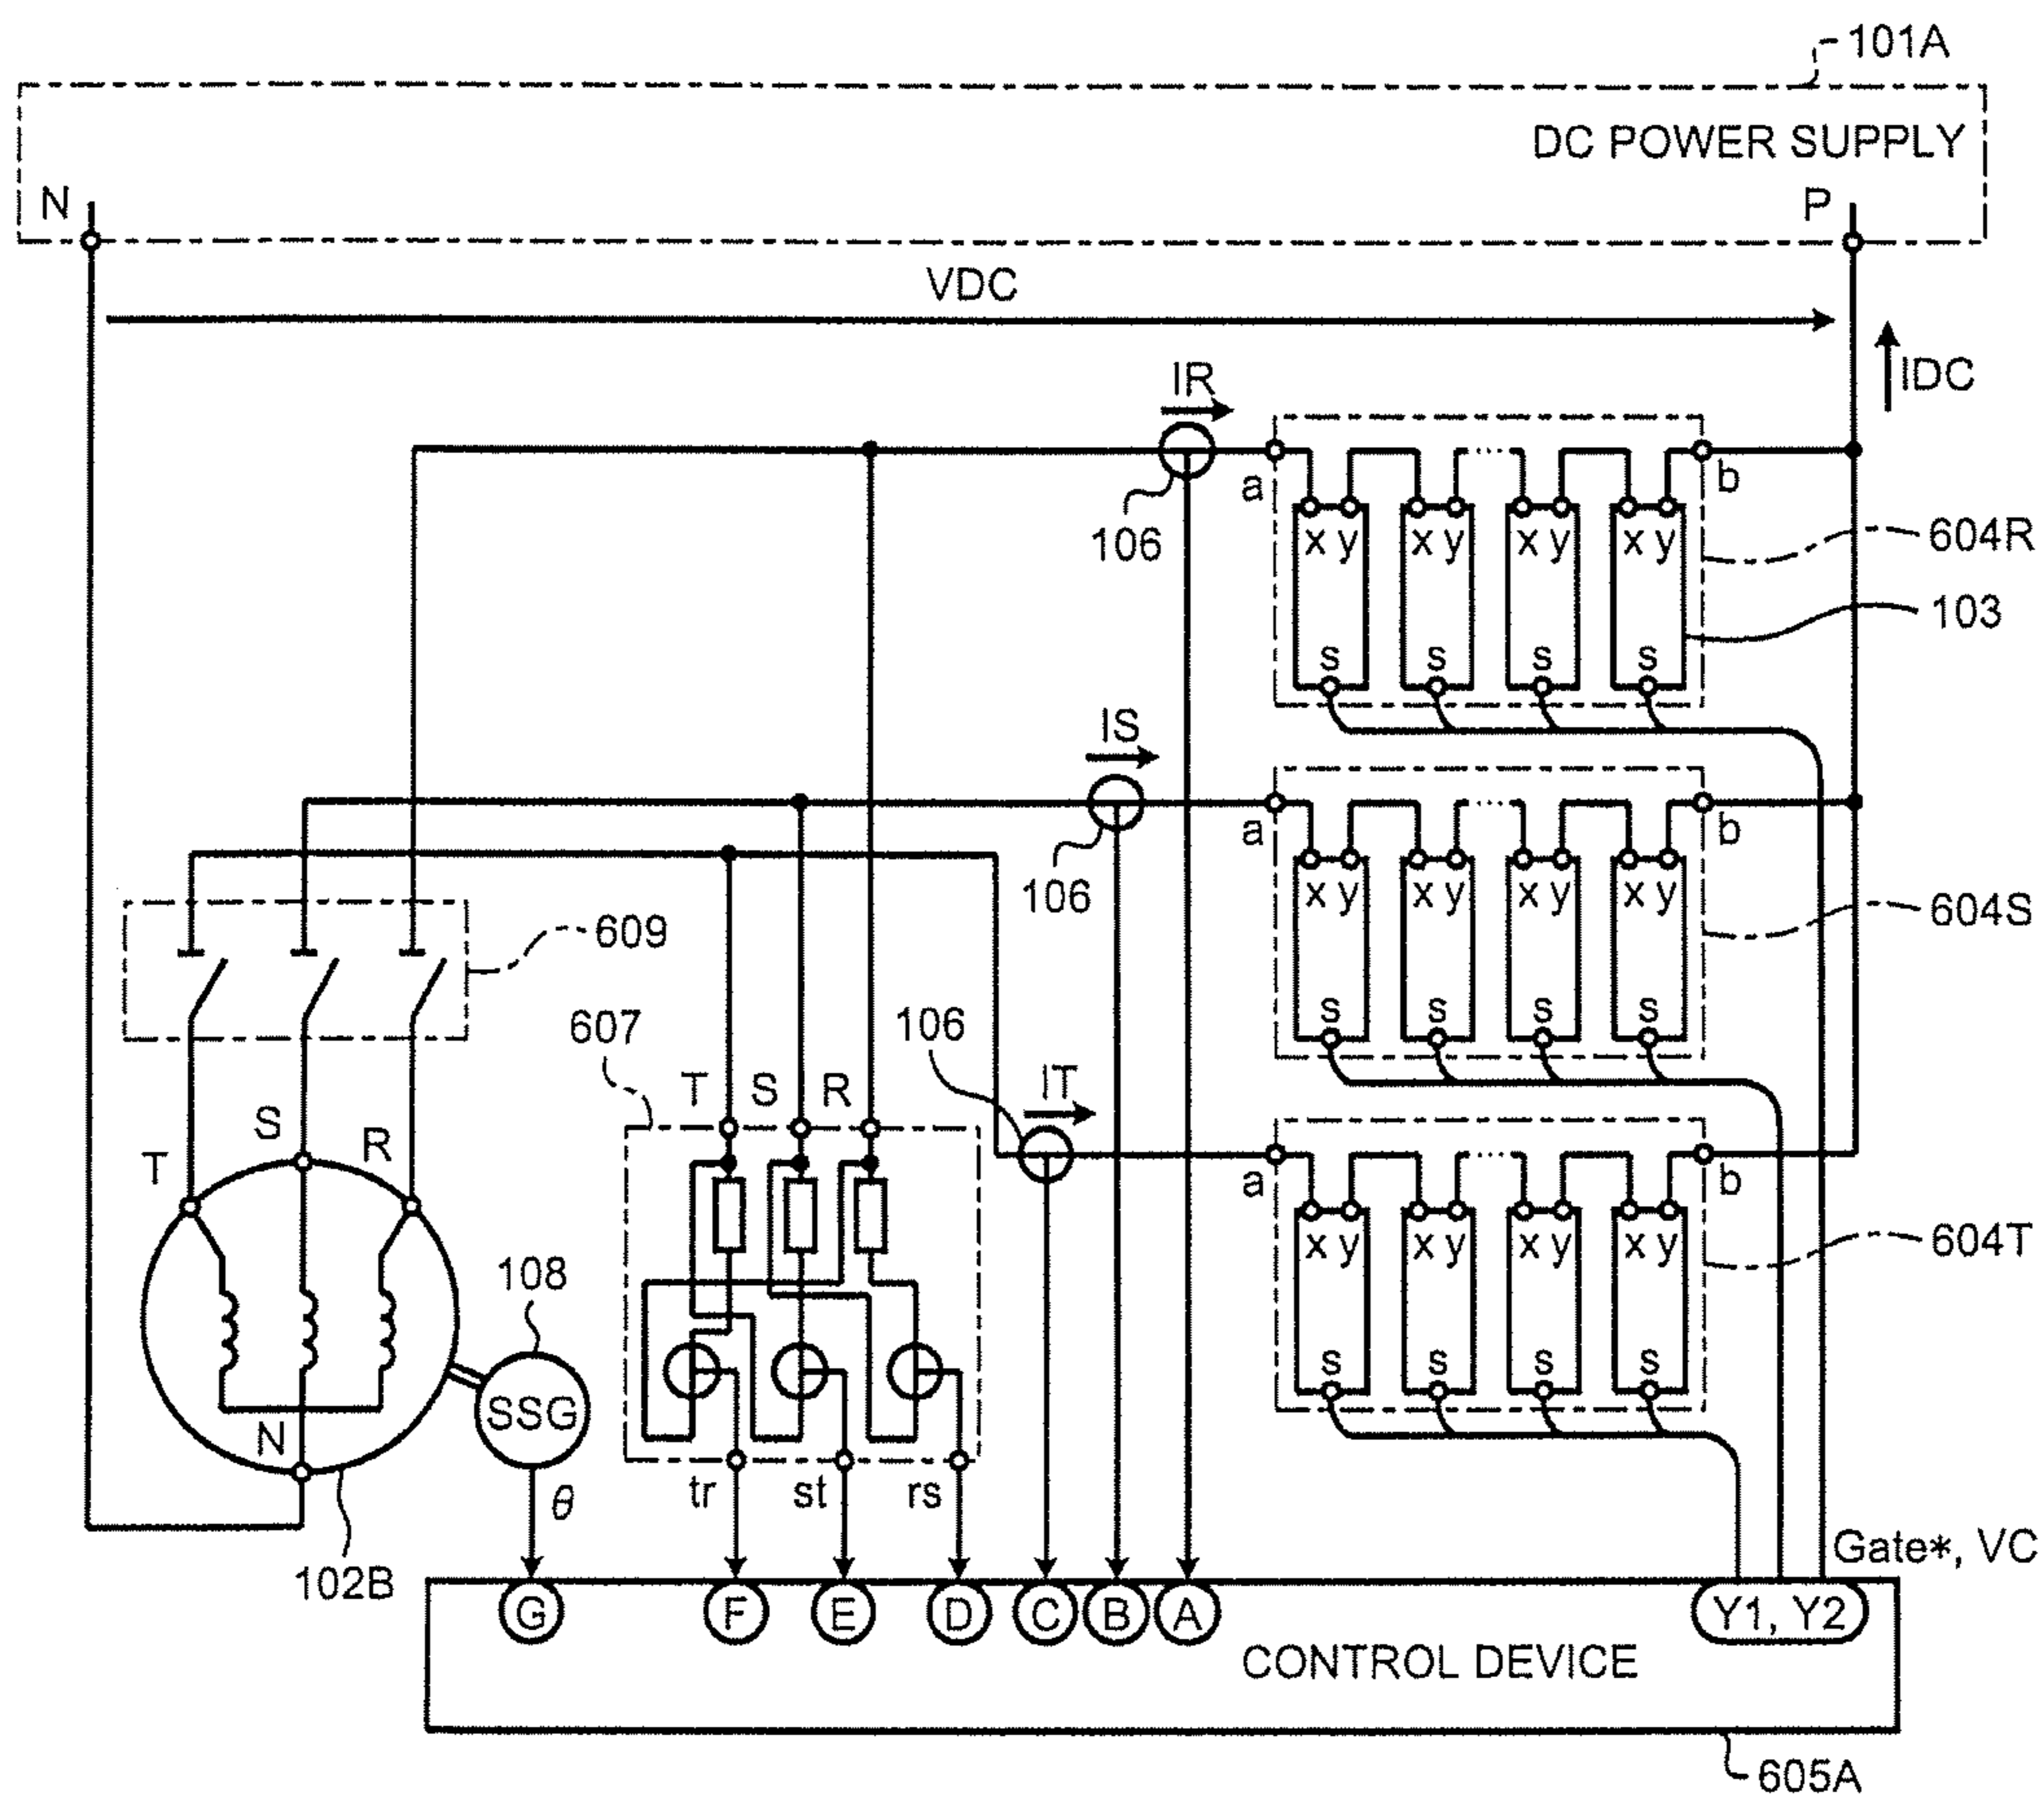 101A
DC POWER SUPPLY
N
P
VDC
IDC
IR
106
a
b
x y x y x y x y
604R
103
s s s s
IS
106
a
b
x y x y x y x y
604S
s s s s
609
607
106
T S R
IT
a
b
x y x y x y x y
604T
s s s s
T
S
R
N
108
SSG
θ
102B
tr
st
rs
Gate*, VC
G
F
E
D
C
B
A
Y1, Y2
CONTROL DEVICE
605A